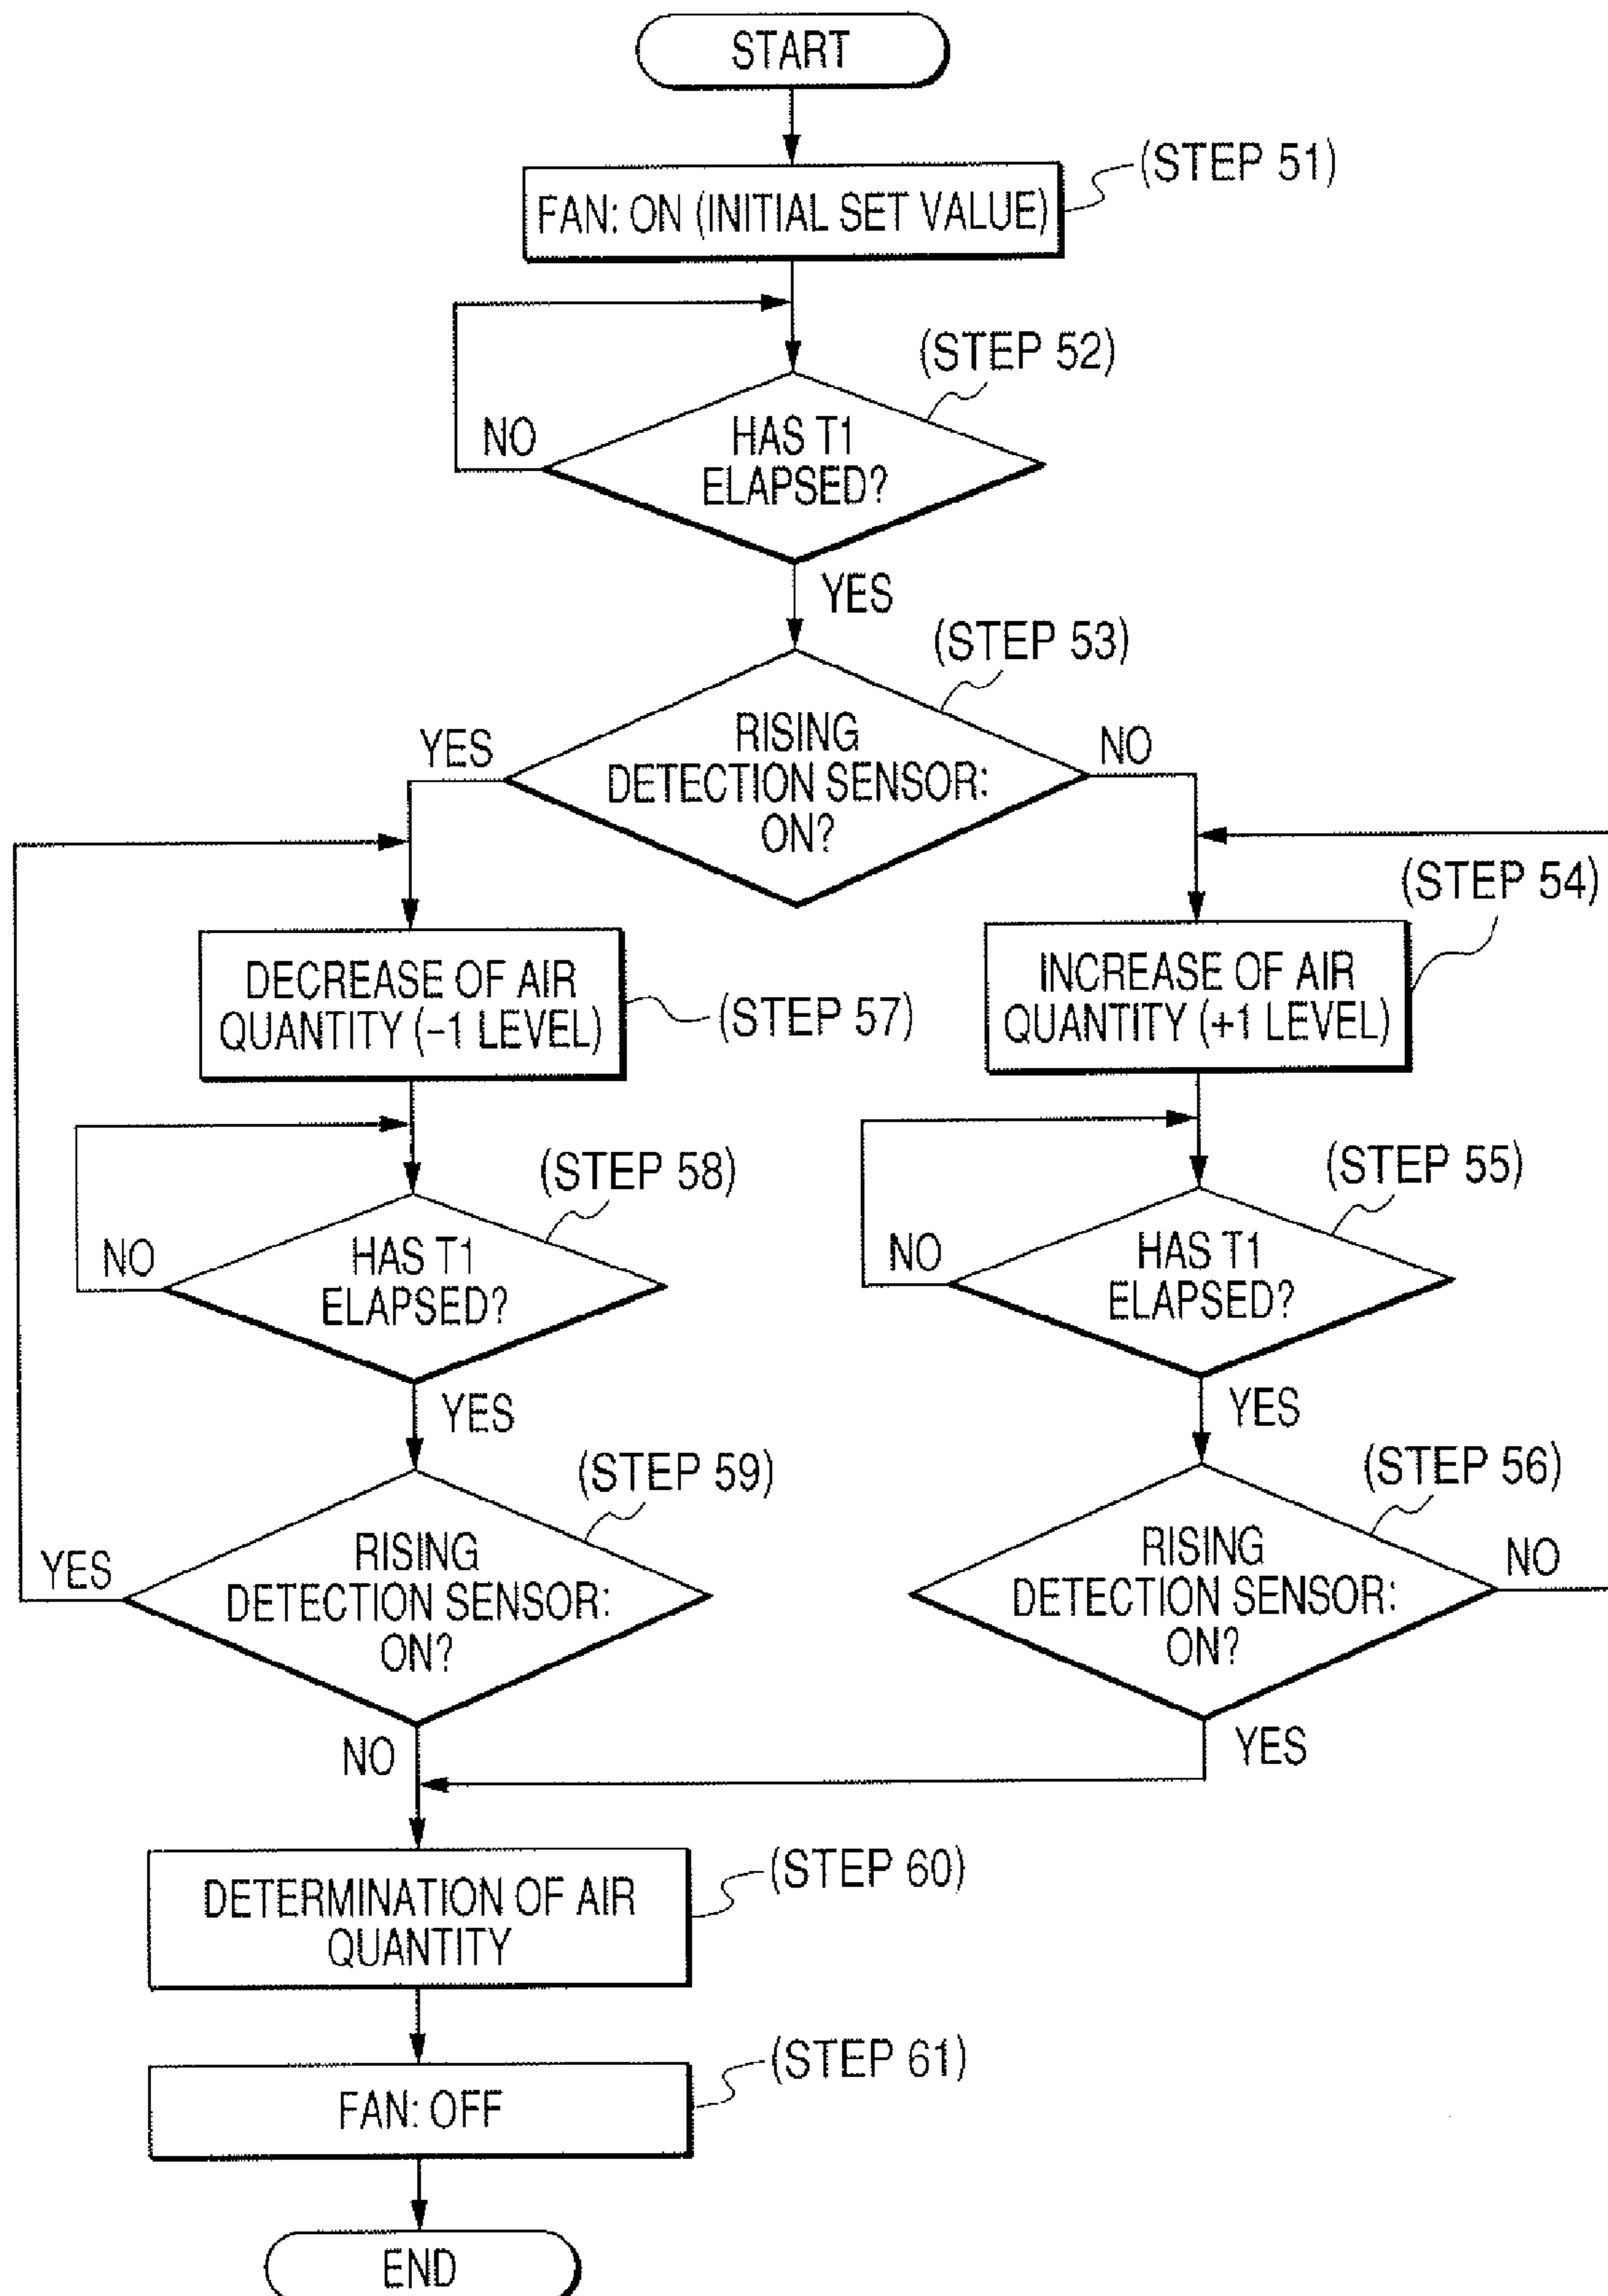 START
(STEP 51)
FAN: ON (INITIAL SET VALUE)
(STEP 52)
HAS T1
ELAPSED?
NO
YES
(STEP 53)
RISING
DETECTION SENSOR:
ON?
YES
NO
(STEP 54)
DECREASE OF AIR
QUANTITY (−1 LEVEL)
(STEP 57)
INCREASE OF AIR
QUANTITY (+1 LEVEL)
(STEP 58)
HAS T1
ELAPSED?
NO
YES
(STEP 55)
HAS T1
ELAPSED?
NO
YES
(STEP 59)
RISING
DETECTION SENSOR:
ON?
YES
NO
(STEP 56)
RISING
DETECTION SENSOR:
ON?
NO
YES
(STEP 60)
DETERMINATION OF AIR
QUANTITY
(STEP 61)
FAN: OFF
END